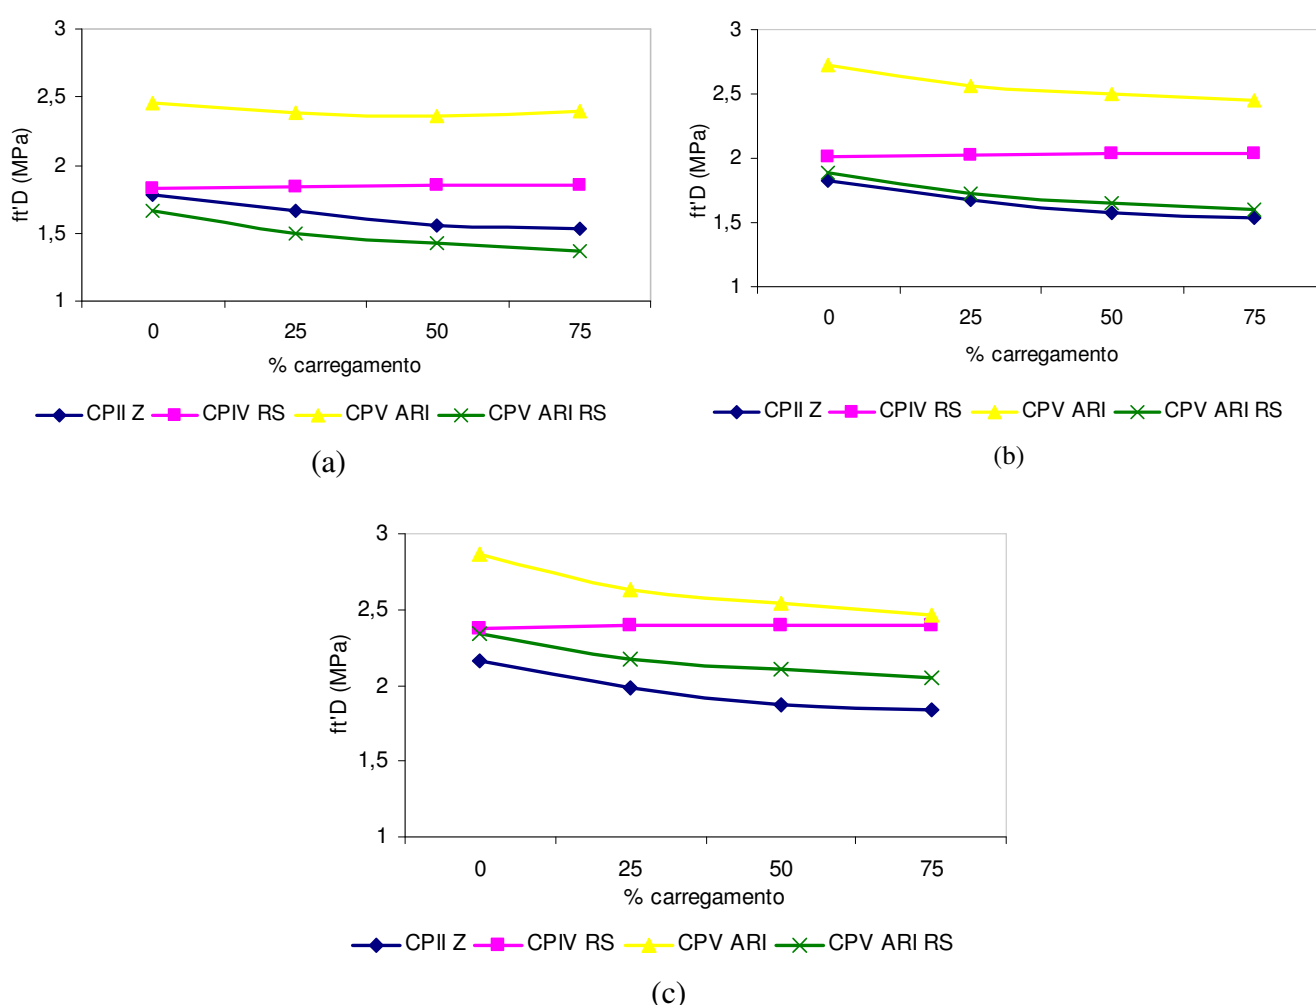 3
2,5
2
1,5
1
ft'D (MPa)
0 25 50 75
% carregamento
CPII Z CPIV RS CPV ARI CPV ARI RS
(a)
3
2,5
2
1,5
1
ft'D (MPa)
0 25 50 75
% carregamento
CPII Z CPIV RS CPV ARI CPV ARI RS
(b)
3
2,5
2
1,5
1
ft'D (MPa)
0 25 50 75
% carregamento
CPII Z CPIV RS CPV ARI CPV ARI RS
(c)